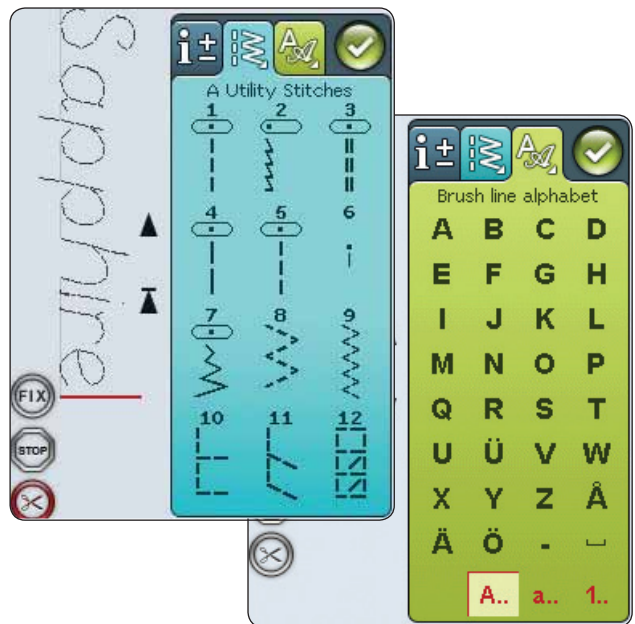 Sapphire
FIX
STOP
i±
A
A Utility Stitches
1 2 3
4 5 6
7 8 9
10 11 12
i±
A
Brush line alphabet
A B C D
E F G H
I J K L
M N O P
Q R S T
U Ü V W
X Y Z Å
Ä Ö - ⎵
A.. a.. 1..